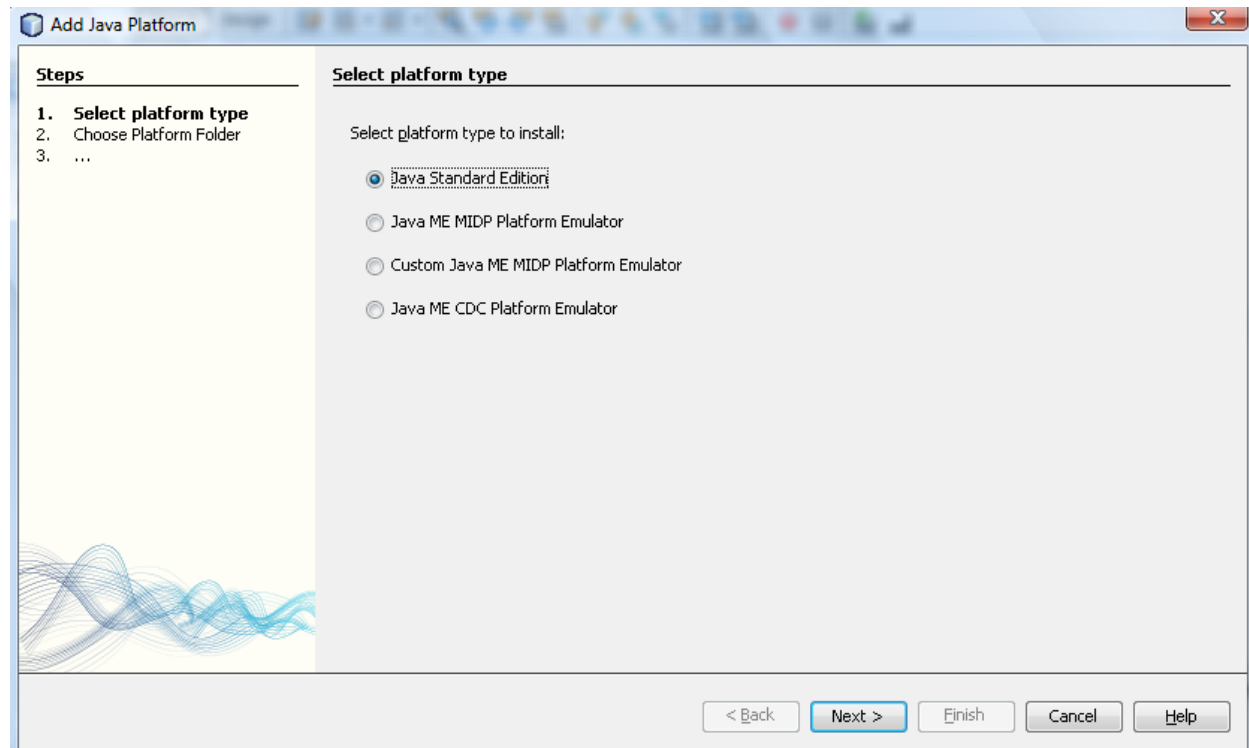 Add Java Platform
Steps
1. Select platform type
2. Choose Platform Folder
3. ...
Select platform type
Select platform type to install:
Java Standard Edition
Java ME MIDP Platform Emulator
Custom Java ME MIDP Platform Emulator
Java ME CDC Platform Emulator
< Back Next > Finish Cancel Help